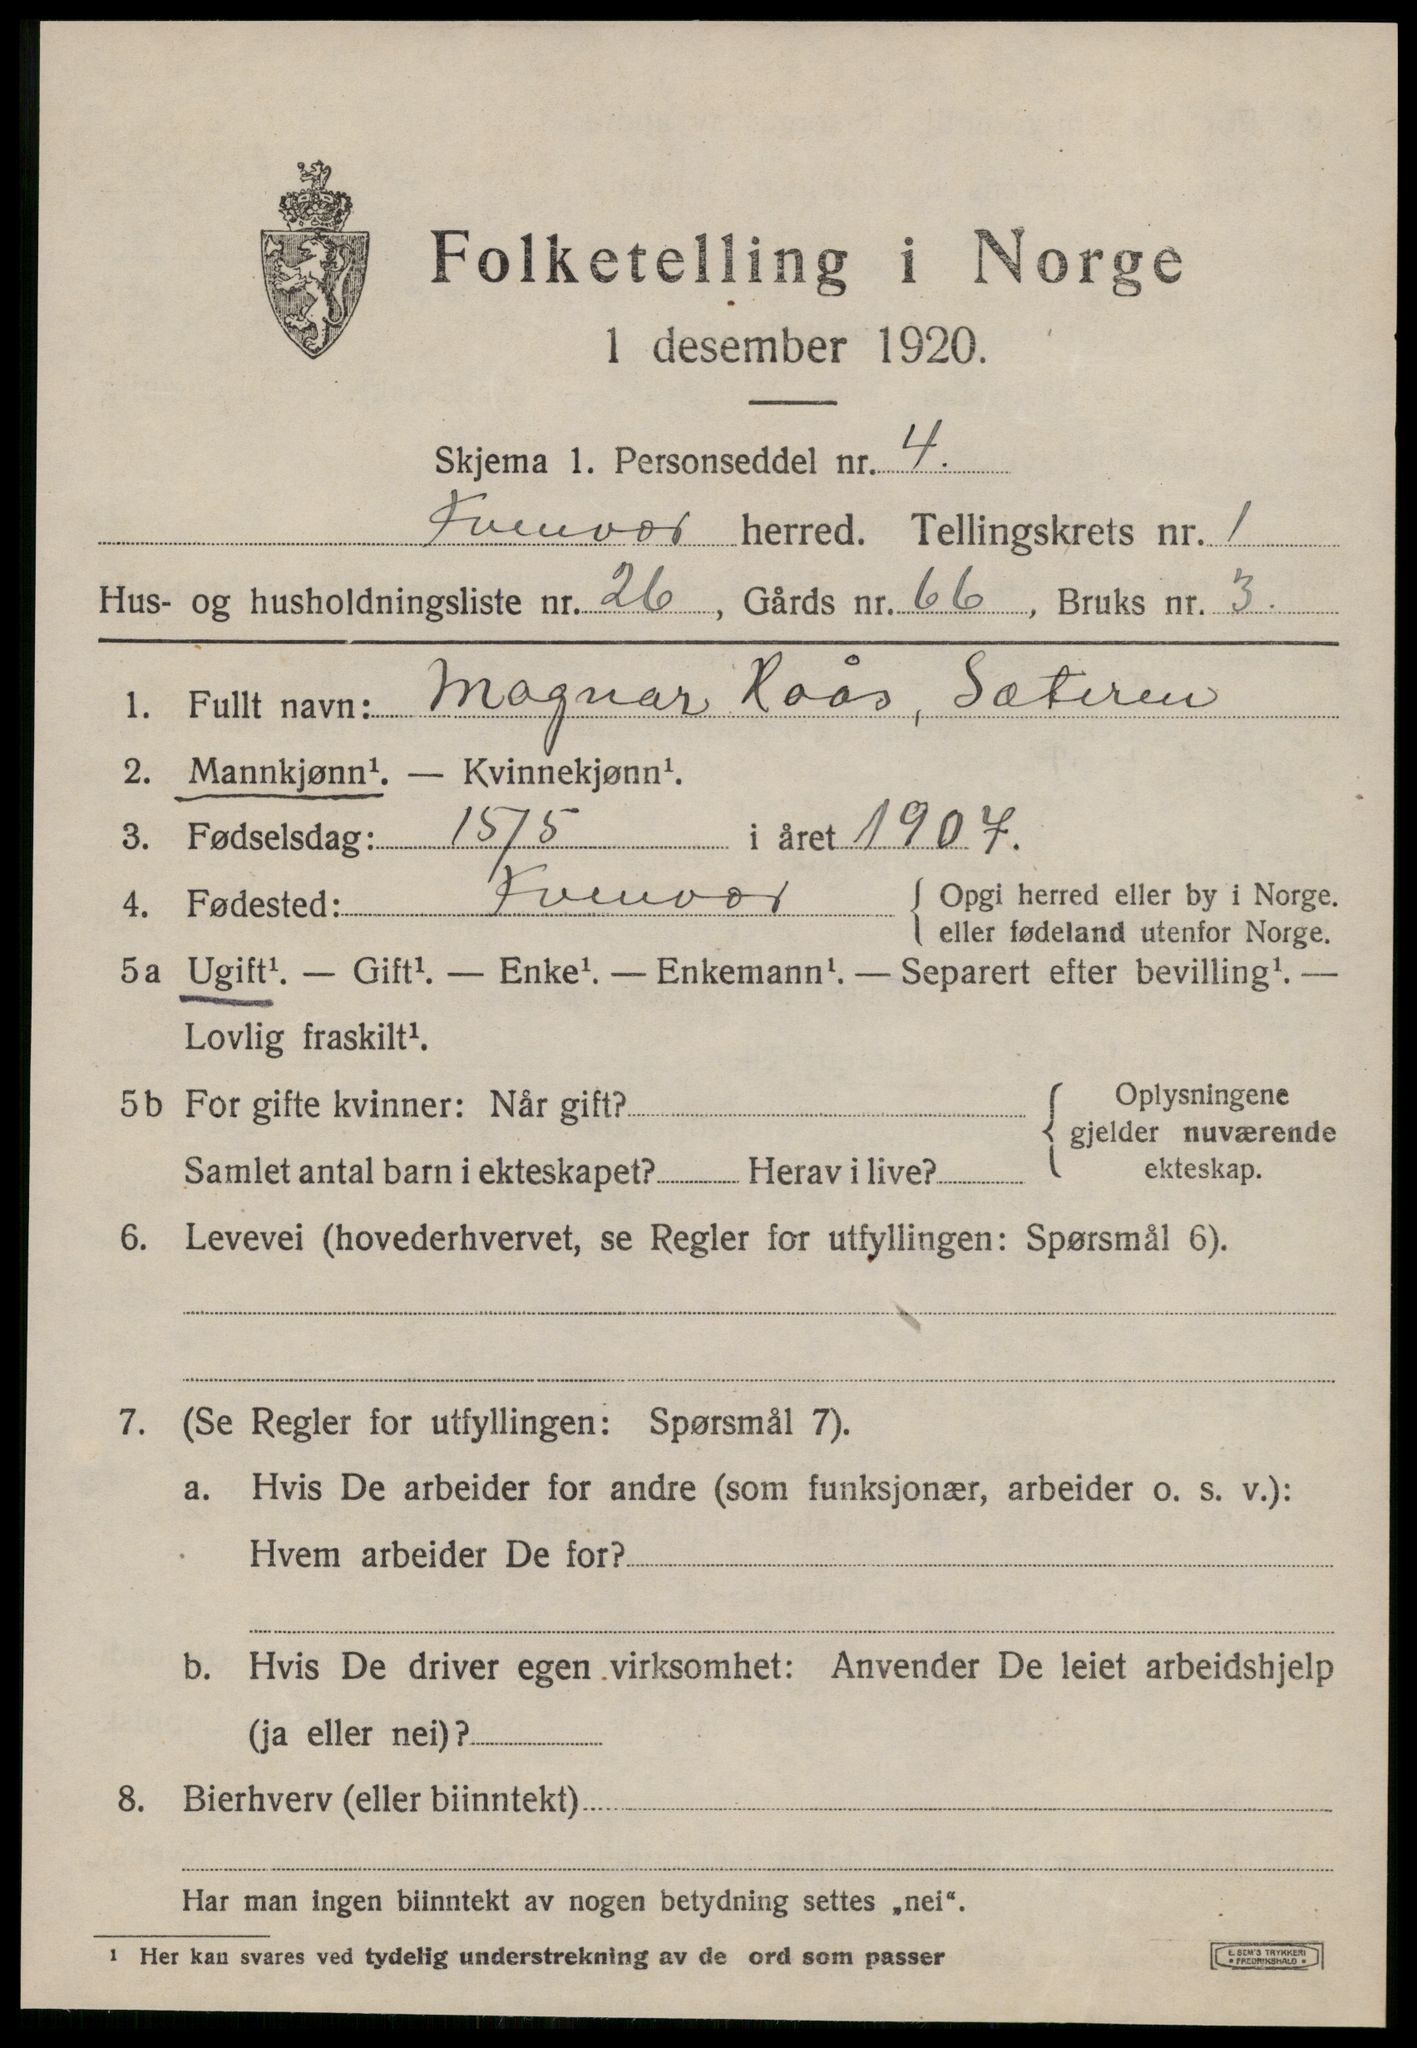 Folketelling i Norge
1 desember 1920.
Skjema 1. Personseddel nr. 4.
Kvenvær herred. Tellingskrets nr. 1
Hus- og husholdningsliste nr. 26, Gårds nr. 66, Bruks nr. 3.
1. Fullt navn: Magnar Raås, Sæteren
2. Mannkjønn¹. — Kvinnekjønn¹.
3. Fødselsdag: 15/5 i året 1907.
4. Fødested: Kvenvær { Opgi herred eller by i Norge.
eller fødeland utenfor Norge.
5a Ugift¹. — Gift¹. — Enke¹. — Enkemann¹. — Separert efter bevilling¹. —
Lovlig fraskilt¹.
5b For gifte kvinner: Når gift? { Oplysningene
gjelder nuværende
Samlet antal barn i ekteskapet? Herav i live? ekteskap.
6. Levevei (hovederhvervet, se Regler for utfyllingen: Spørsmål 6).
7. (Se Regler for utfyllingen: Spørsmål 7).
a. Hvis De arbeider for andre (som funksjonær, arbeider o. s. v.):
Hvem arbeider De for?
b. Hvis De driver egen virksomhet: Anvender De leiet arbeidshjelp
(ja eller nei)?
8. Bierhverv (eller biinntekt)
Har man ingen biinntekt av nogen betydning settes „nei“.
¹ Her kan svares ved tydelig understrekning av de ord som passer
E. SEM'S TRYKKERI
* FREDRIKSHALD *